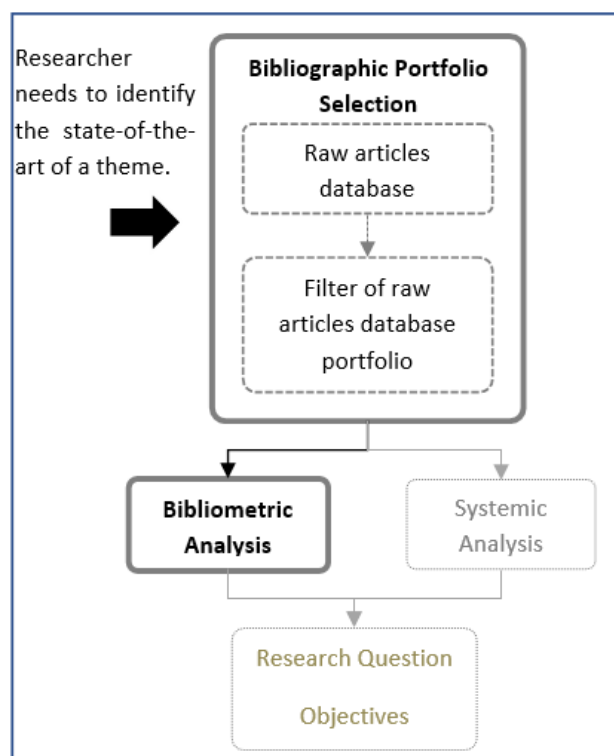 Researcher
needs to identify
the state-of-the-
art of a theme.
Bibliographic Portfolio
Selection
Raw articles
database
Filter of raw
articles database
portfolio
Bibliometric
Analysis
Systemic
Analysis
Research Question
Objectives